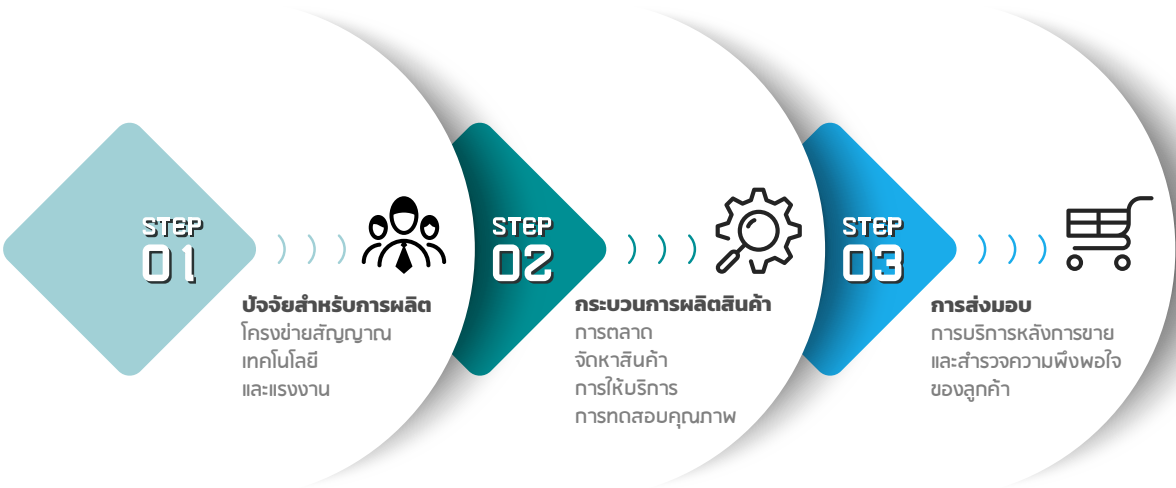 STEP
01
ปัจจัยสำหรับการผลิต
โครงข่ายสัญญาณ
เทคโนโลยี
และแรงงาน
STEP
02
กระบวนการผลิตสินค้า
การตลาด
จัดหาสินค้า
การให้บริการ
การทดสอบคุณภาพ
STEP
03
การส่งมอบ
การบริการหลังการขาย
และสำรวจความพึงพอใจ
ของลูกค้า